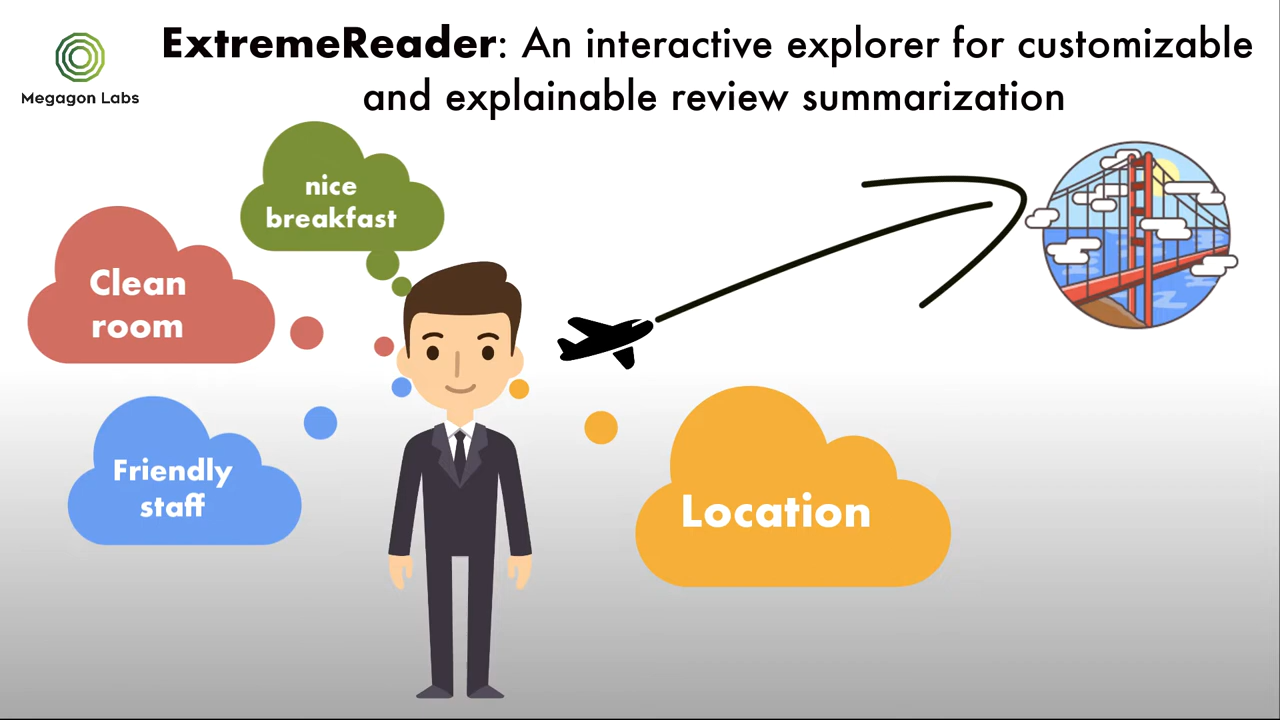 ExtremeReader: An interactive explorer for customizable
and explainable review summarization
Megagon Labs
nice
breakfast
Clean
room
Friendly
staff
Location